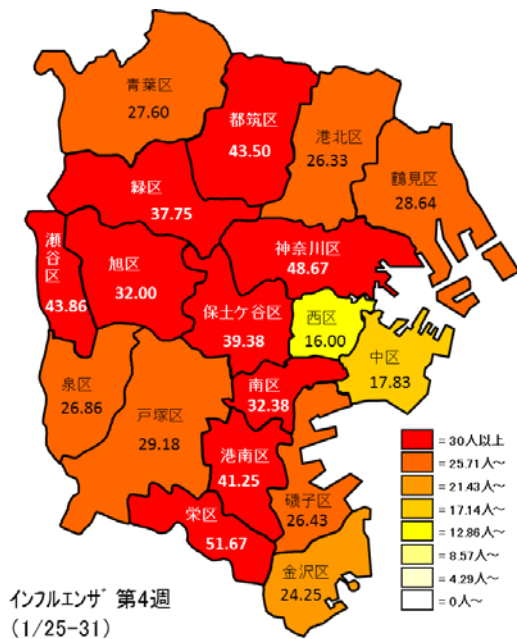 青葉区
27.60
都筑区
43.50
港北区
26.33
鶴見区
28.64
緑区
37.75
瀬谷区
43.86
旭区
32.00
神奈川区
48.67
保土ケ谷区
39.38
西区
16.00
中区
17.83
泉区
26.86
戸塚区
29.18
南区
32.38
港南区
41.25
磯子区
26.43
栄区
51.67
金沢区
24.25
=30人以上
=25.71人～
=21.43人～
=17.14人～
=12.86人～
=8.57人～
=4.29人～
=0人～
インフルエンザ 第4週
(1/25-31)